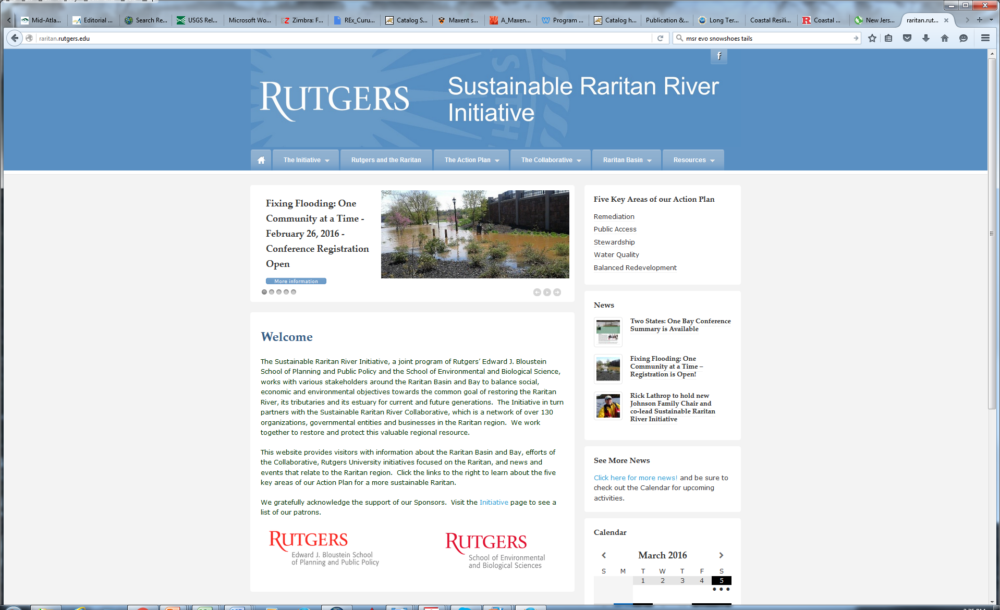 Mid-Atla...
Editorial ...
Search Re...
USGS Rel...
Microsoft Wo...
Zimbra: F...
REx_Curu...
Catalog S...
Maxent s...
A_Maxen...
Program ...
Catalog h...
Publication &...
Long Ter...
Coastal Resili...
Coastal ...
New Jers...
raritan.rut...
raritan.rutgers.edu
msr evo snowshoes tails
f
RUTGERS
Sustainable Raritan River
Initiative
The Initiative
Rutgers and the Raritan
The Action Plan
The Collaborative
Raritan Basin
Resources
Fixing Flooding: One
Community at a Time -
February 26, 2016 -
Conference Registration
Open
More information
Welcome
The Sustainable Raritan River Initiative, a joint program of Rutgers’ Edward J. Bloustein
School of Planning and Public Policy and the School of Environmental and Biological Science,
works with various stakeholders around the Raritan Basin and Bay to balance social,
economic and environmental objectives towards the common goal of restoring the Raritan
River, its tributaries and its estuary for current and future generations.  The Initiative in turn
partners with the Sustainable Raritan River Collaborative, which is a network of over 130
organizations, governmental entities and businesses in the Raritan region.  We work
together to restore and protect this valuable regional resource.
This website provides visitors with information about the Raritan Basin and Bay, efforts of
the Collaborative, Rutgers University initiatives focused on the Raritan, and news and
events that relate to the Raritan region.  Click the links to the right to learn about the five
key areas of our Action Plan for a more sustainable Raritan.
We gratefully acknowledge the support of our Sponsors.  Visit the Initiative page to see a
list of our patrons.
RUTGERS
Edward J. Bloustein School
of Planning and Public Policy
RUTGERS
School of Environmental
and Biological Sciences
Five Key Areas of our Action Plan
Remediation
Public Access
Stewardship
Water Quality
Balanced Redevelopment
News
Two States: One Bay Conference
Summary is Available
Fixing Flooding: One
Community at a Time –
Registration is Open!
Rick Lathrop to hold new
Johnson Family Chair and
co-lead Sustainable Raritan
River Initiative
See More News
Click here for more news! and be sure to
check out the Calendar for upcoming
activities.
Calendar
March 2016
S M T W T F S
1 2 3 4 5